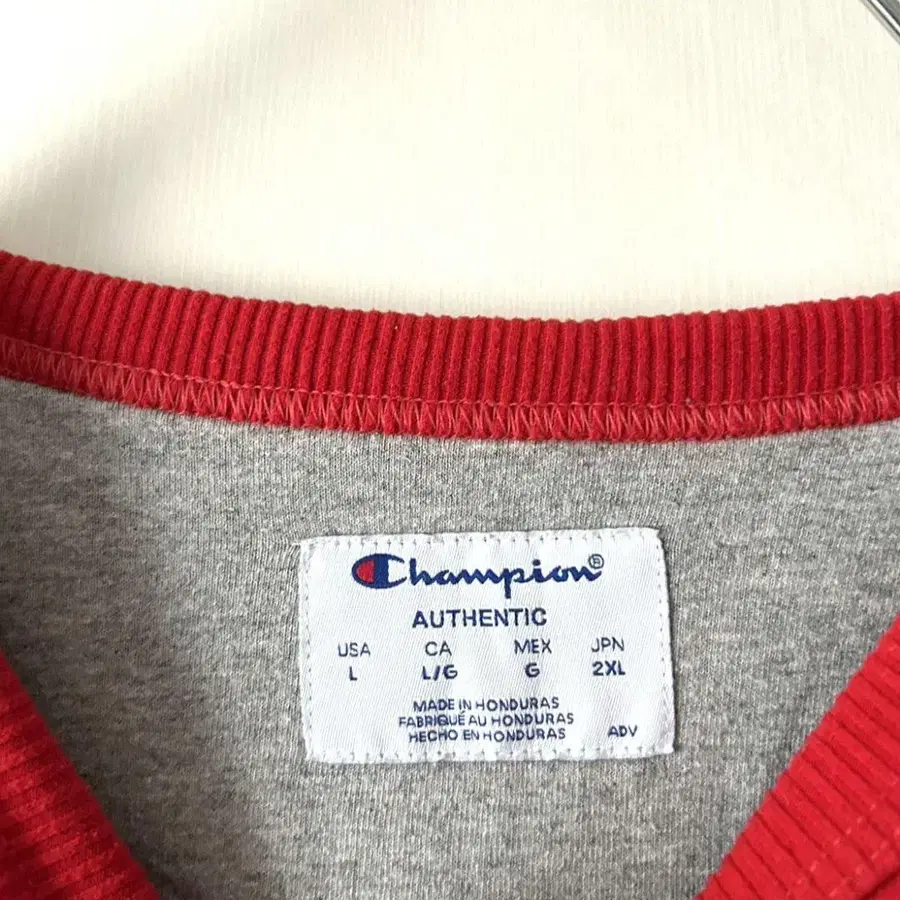 Champion®
AUTHENTIC
USA CA MEX JPN
L L/G G 2XL
MADE IN HONDURAS
FABRIQUÉ AU HONDURAS
HECHO EN HONDURAS ADV